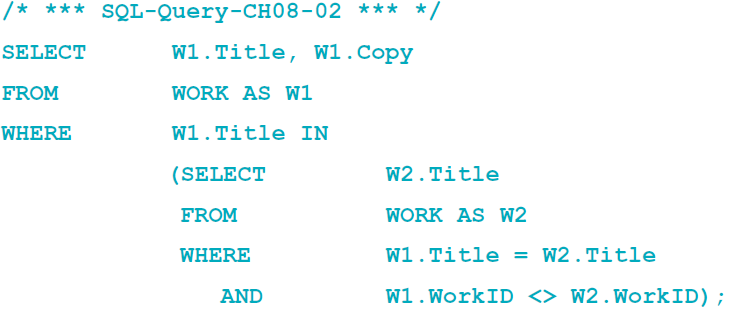 /* *** SQL-Query-CH08-02 *** */
SELECT W1.Title, W1.Copy
FROM WORK AS W1
WHERE W1.Title IN
(SELECT W2.Title
FROM WORK AS W2
WHERE W1.Title = W2.Title
AND W1.WorkID <> W2.WorkID);